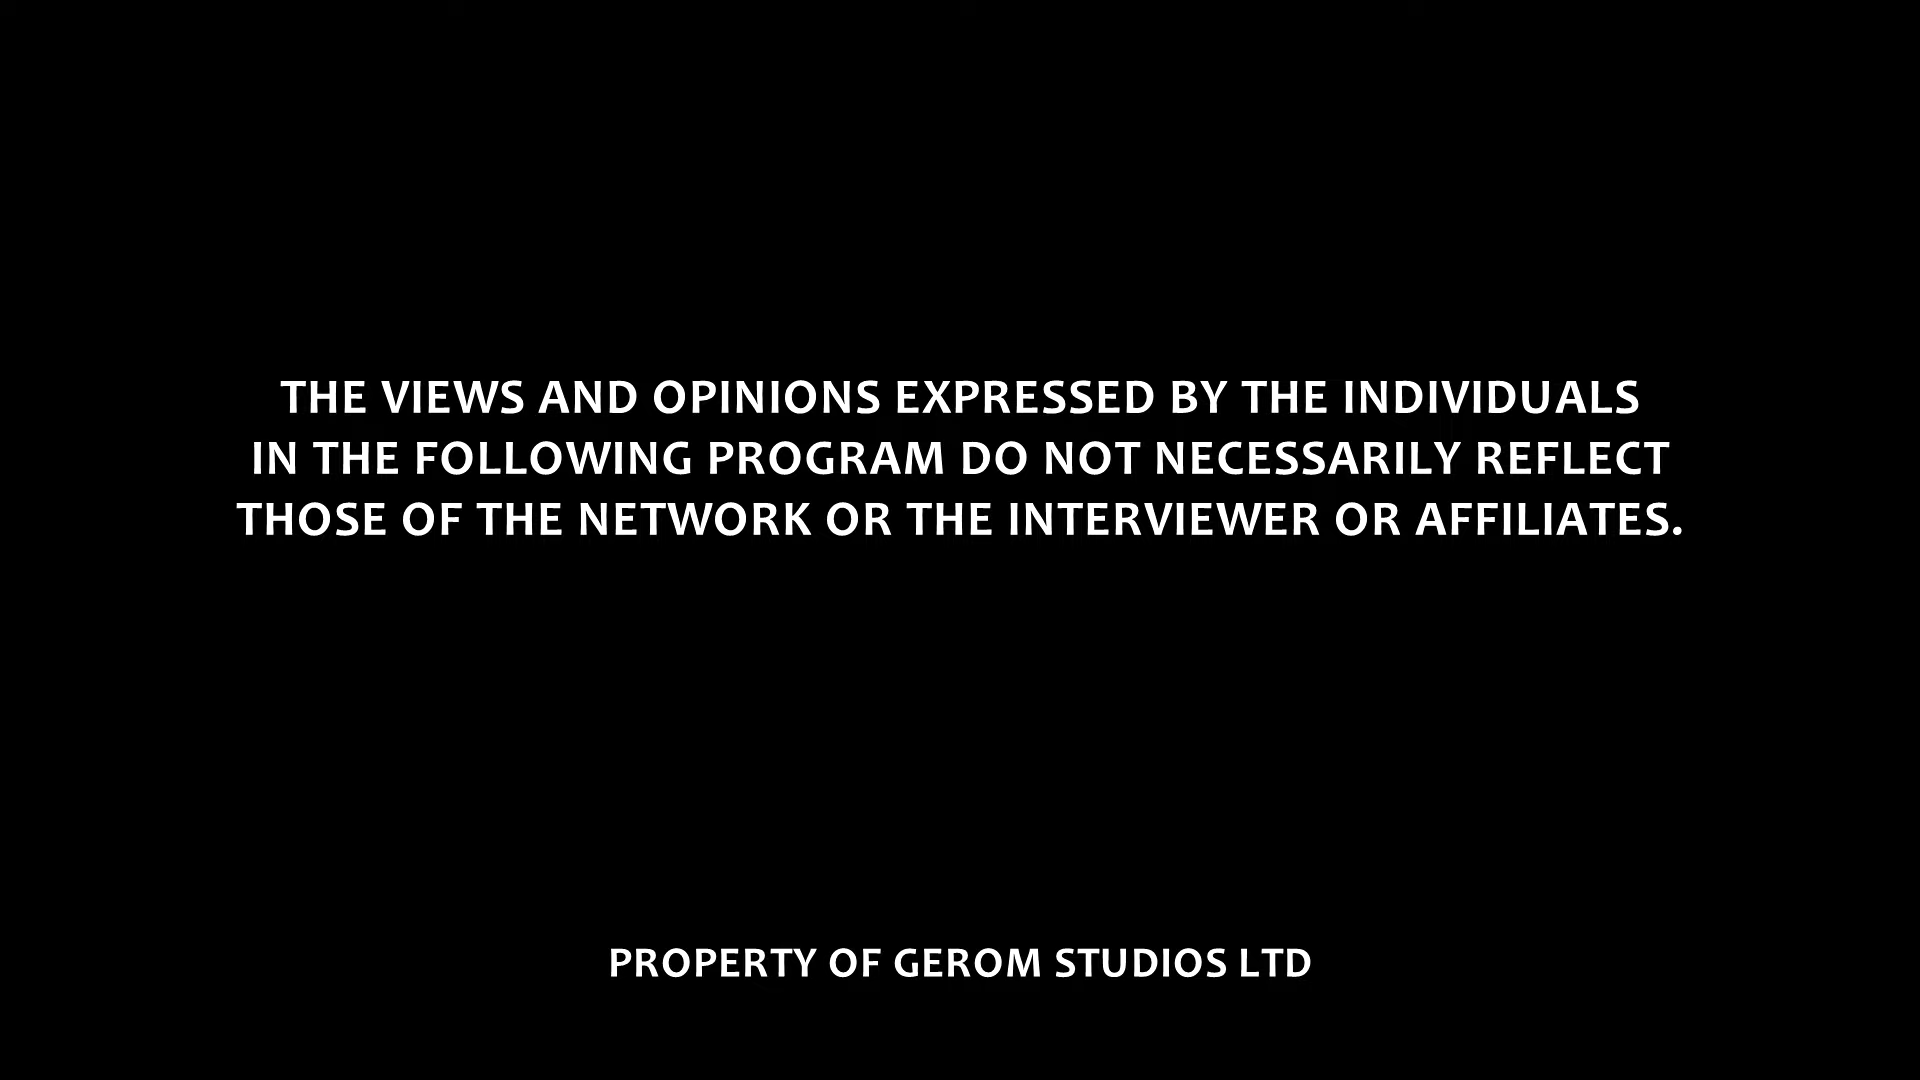 THE VIEWS AND OPINIONS EXPRESSED BY THE INDIVIDUALS
IN THE FOLLOWING PROGRAM DO NOT NECESSARILY REFLECT
THOSE OF THE NETWORK OR THE INTERVIEWER OR AFFILIATES.
PROPERTY OF GEROM STUDIOS LTD